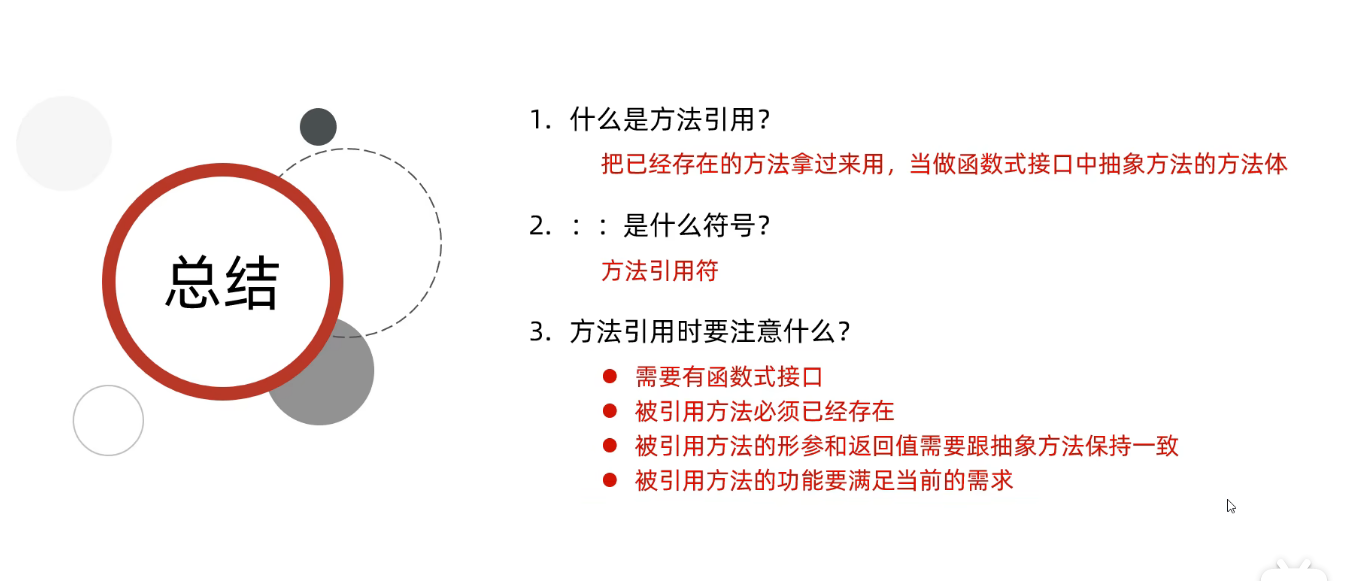 总结
1. 什么是方法引用?
把已经存在的方法拿过来用，当做函数式接口中抽象方法的方法体
2. ：：是什么符号?
方法引用符
3. 方法引用时要注意什么?
● 需要有函数式接口
● 被引用方法必须已经存在
● 被引用方法的形参和返回值需要跟抽象方法保持一致
● 被引用方法的功能要满足当前的需求